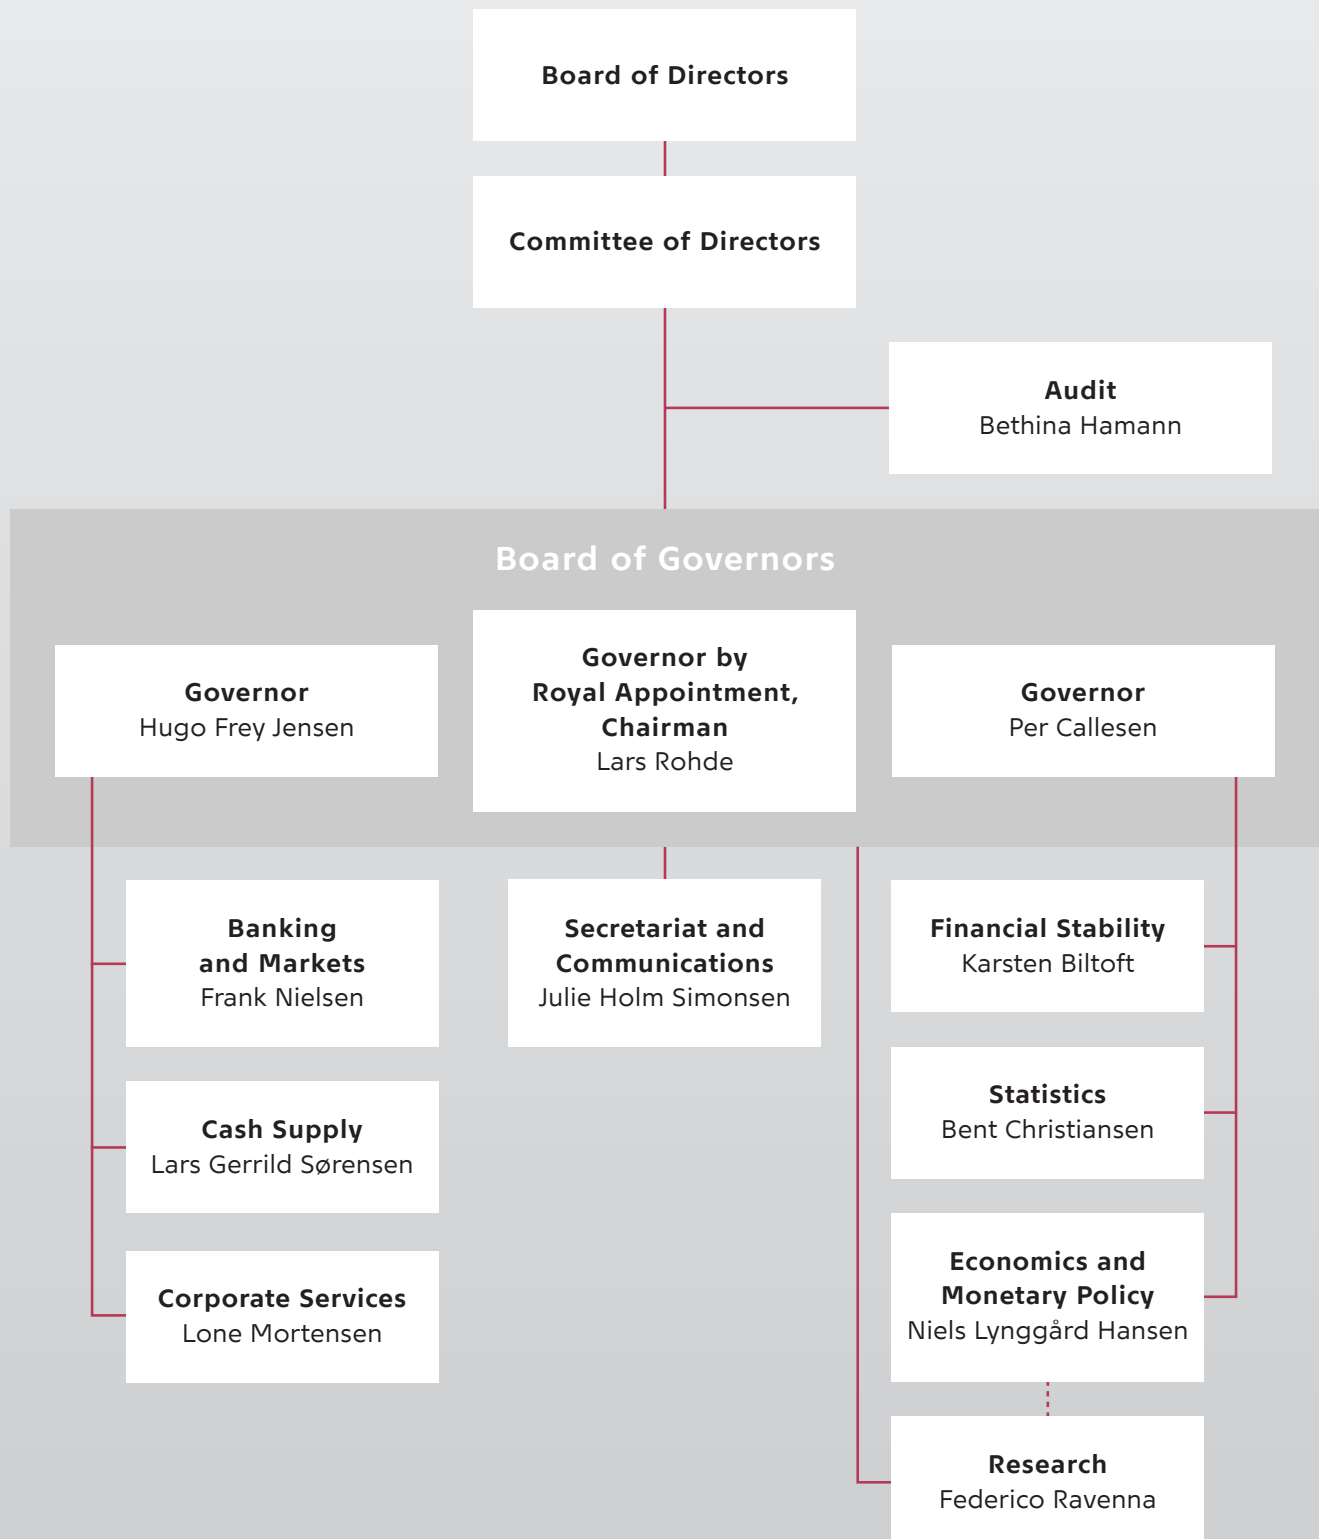 Board of Directors
Committee of Directors
Audit
Bethina Hamann
Board of Governors
Governor
Hugo Frey Jensen
Governor by
Royal Appointment,
Chairman
Lars Rohde
Governor
Per Callesen
Banking
and Markets
Frank Nielsen
Cash Supply
Lars Gerrild Sørensen
Corporate Services
Lone Mortensen
Secretariat and
Communications
Julie Holm Simonsen
Financial Stability
Karsten Biltoft
Statistics
Bent Christiansen
Economics and
Monetary Policy
Niels Lynggård Hansen
Research
Federico Ravenna